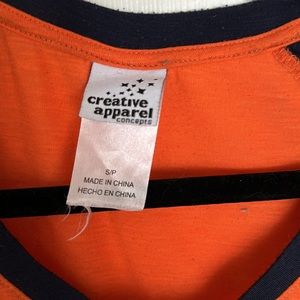 creative
apparel
concepts
S/P
MADE IN CHINA
HECHO EN CHINA